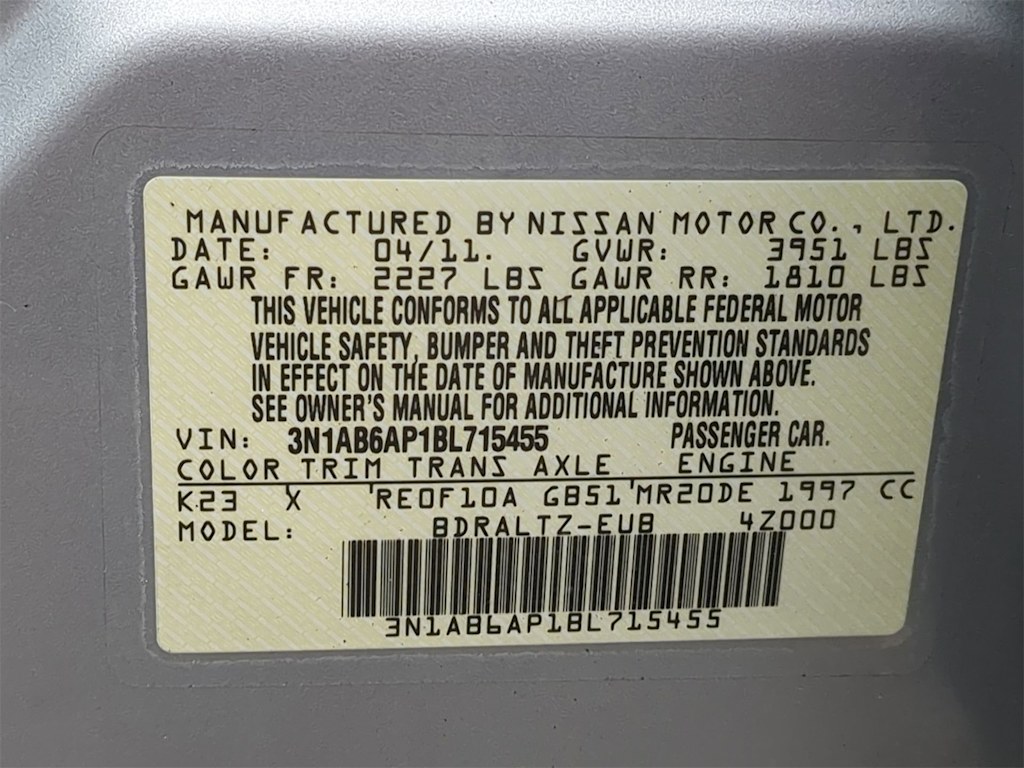 MANUFACTURED BY NISSAN MOTOR CO., LTD.
DATE: 04/11. GVWR: 3951 LBS
GAWR FR: 2227 LBS GAWR RR: 1810 LBS
THIS VEHICLE CONFORMS TO ALL APPLICABLE FEDERAL MOTOR
VEHICLE SAFETY, BUMPER AND THEFT PREVENTION STANDARDS
IN EFFECT ON THE DATE OF MANUFACTURE SHOWN ABOVE.
SEE OWNER'S MANUAL FOR ADDITIONAL INFORMATION.
VIN: 3N1AB6AP1BL715455 PASSENGER CAR.
COLOR TRIM TRANS AXLE ENGINE
K23 X RE0F10A GB51 MR20DE 1997 CC
MODEL: BDRALTZ-EUB 4Z000
3N1AB6AP1BL715455